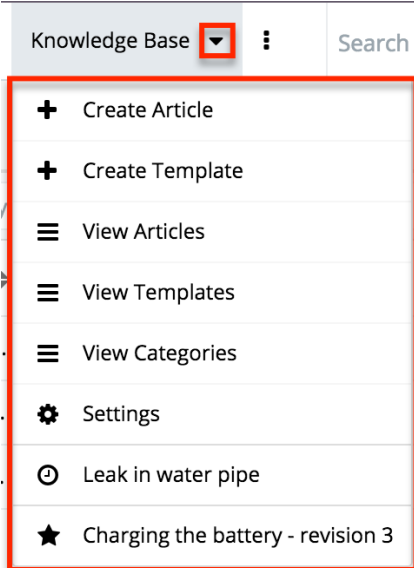 Knowledge Base
Search
Create Article
Create Template
View Articles
View Templates
View Categories
Settings
Leak in water pipe
Charging the battery - revision 3